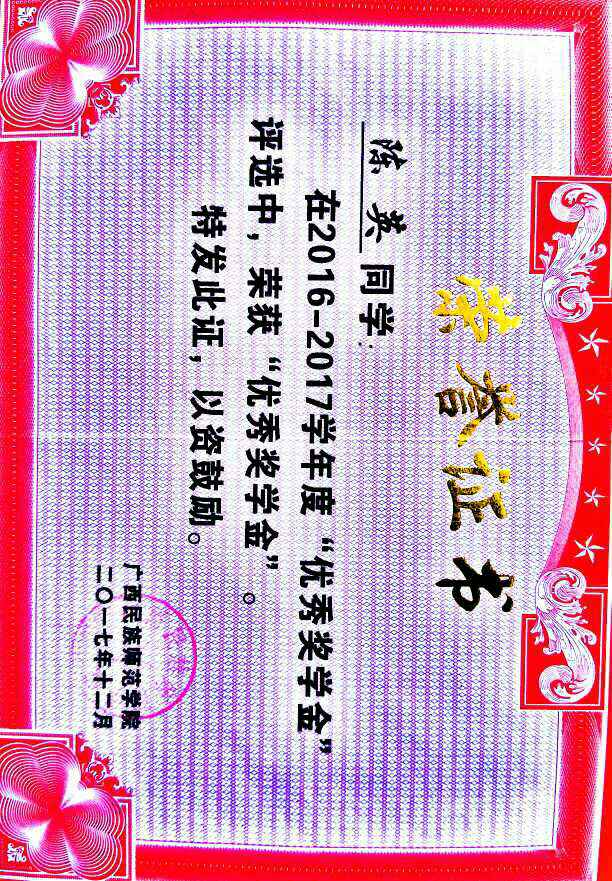 荣誉证书
陈英同学：
在2016-2017学年度“优秀奖学金”
评选中，荣获“优秀奖学金”。
特发此证，以资鼓励。
广西民族师范学院
二〇一七年十二月